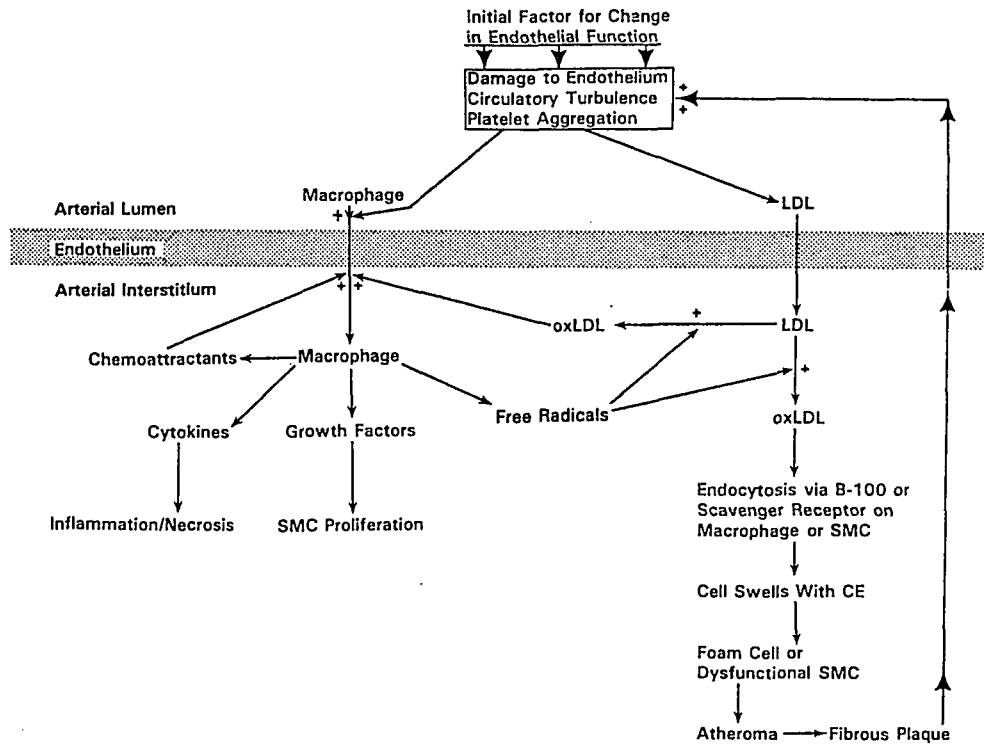 Initial Factor for Change
in Endothelial Function
Damage to Endothelium
Circulatory Turbulence
Platelet Aggregation
+
+
Macrophage
+
LDL
Arterial Lumen
Endothelium
Arterial Interstitium
+ +
oxLDL
+
LDL
Chemoattractants
Macrophage
+
Free Radicals
oxLDL
Cytokines
Growth Factors
Endocytosis via B-100 or
Scavenger Receptor on
Macrophage or SMC
Inflammation/Necrosis
SMC Proliferation
Cell Swells With CE
Foam Cell or
Dysfunctional SMC
Atheroma
Fibrous Plaque